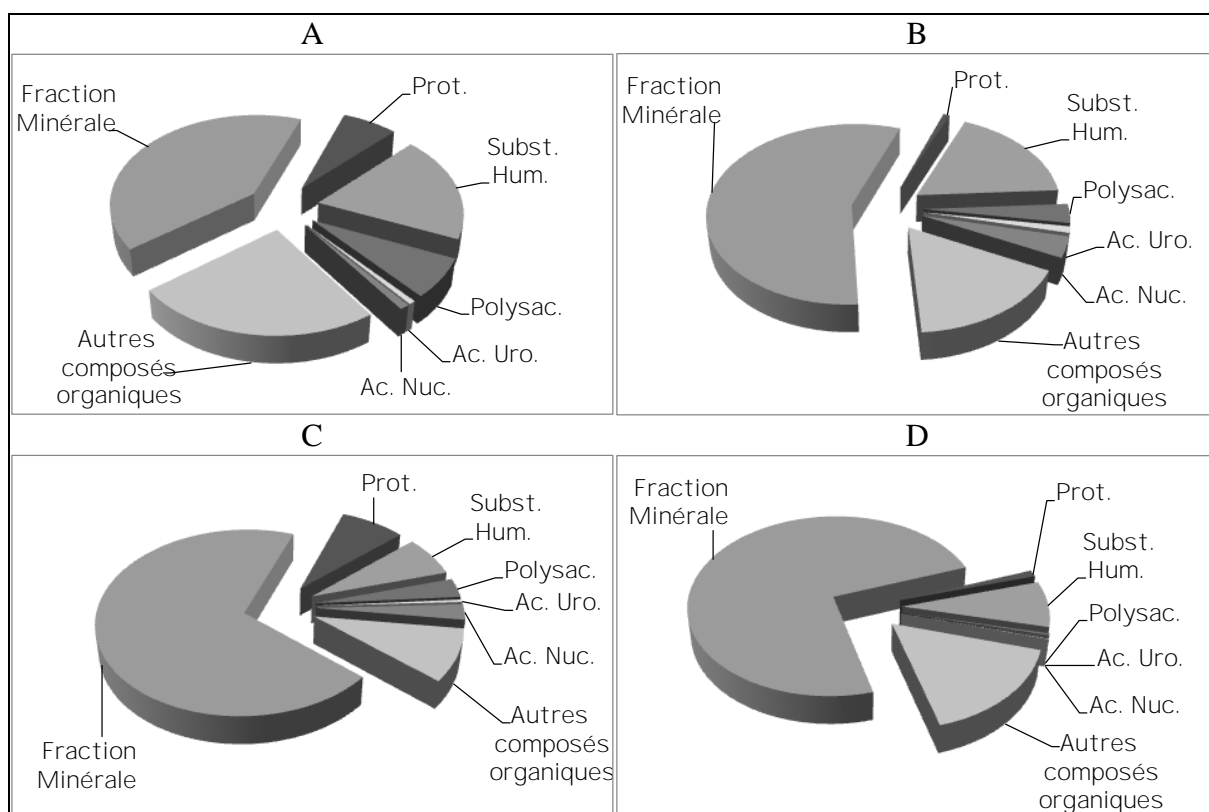 A
Fraction
Minérale
Prot.
Subst.
Hum.
Polysac.
Ac. Uro.
Ac. Nuc.
Autres
composés
organiques
B
Fraction
Minérale
Prot.
Subst.
Hum.
Polysac.
Ac. Uro.
Ac. Nuc.
Autres
composés
organiques
C
Prot.
Subst.
Hum.
Polysac.
Ac. Uro.
Ac. Nuc.
Autres
composés
organiques
Fraction
Minérale
D
Fraction
Minérale
Prot.
Subst.
Hum.
Polysac.
Ac. Uro.
Ac. Nuc.
Autres
composés
organiques